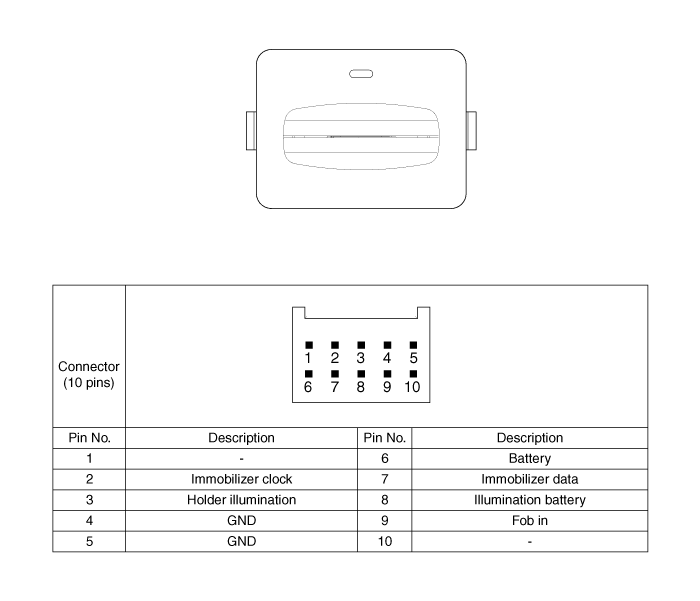 1 2 3 4 5
Connector
(10 pins)
6 7 8 9 10
Pin No. Description Pin No. Description
1 - 6 Battery
2 Immobilizer clock 7 Immobilizer data
3 Holder illumination 8 Illumination battery
4 GND 9 Fob in
5 GND 10 -